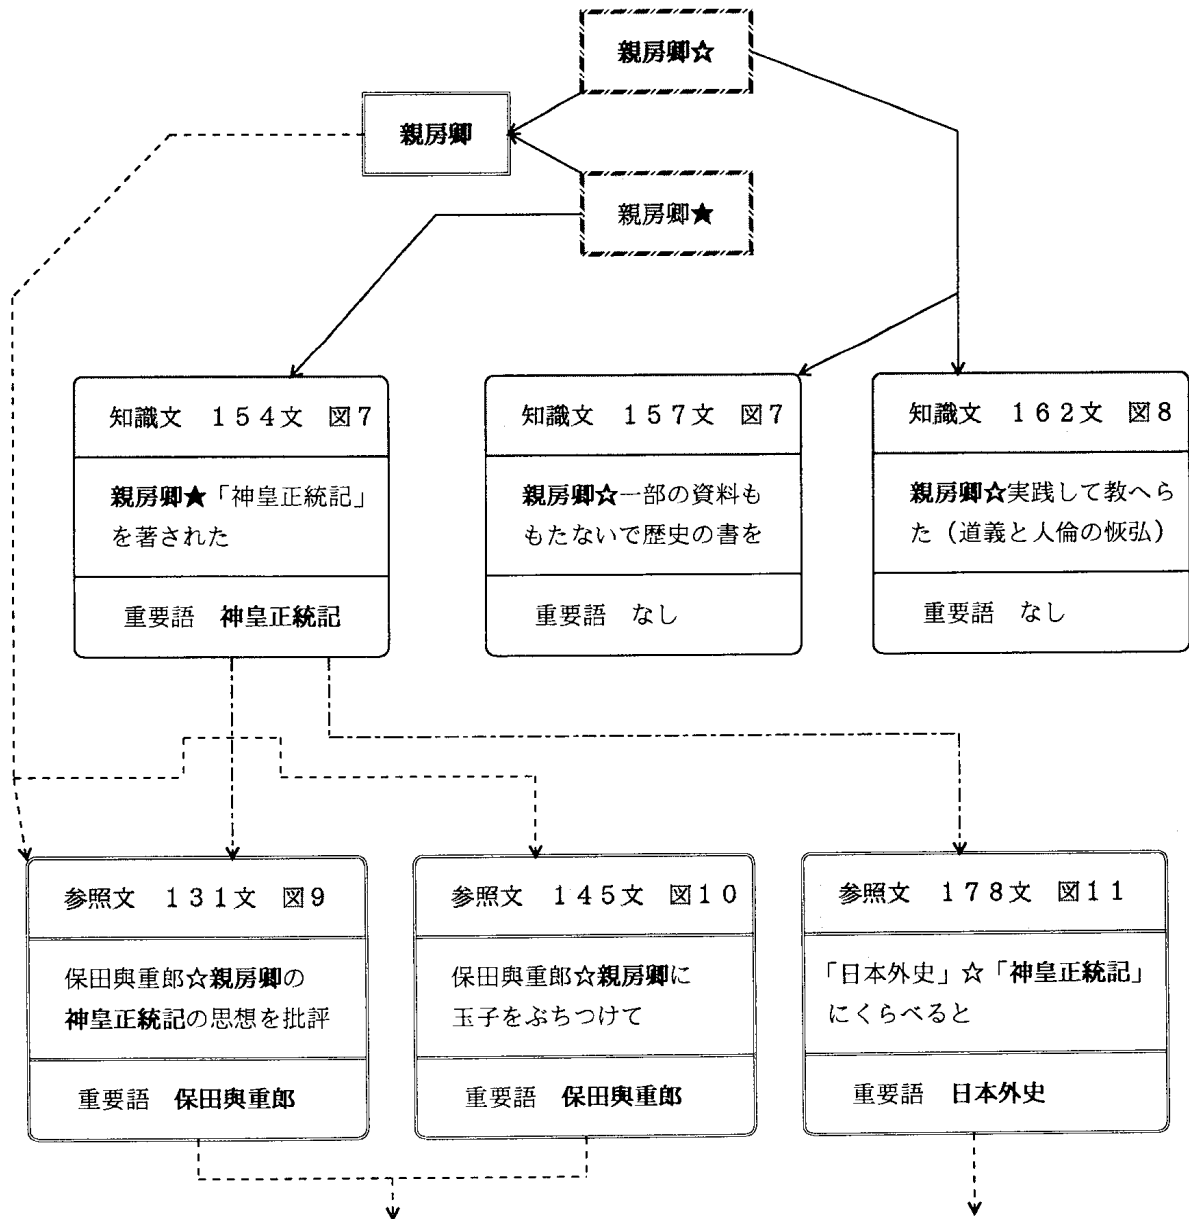 親房卿☆
親房卿
親房卿★
知識文 154文 図7
親房卿★「神皇正統記」
を著された
重要語 神皇正統記
知識文 157文 図7
親房卿☆一部の資料も
もたないで歴史の書を
重要語 なし
知識文 162文 図8
親房卿☆実践して教へら
た(道義と人倫の恢弘)
重要語 なし
参照文 131文 図9
保田與重郎☆親房卿の
神皇正統記の思想を批評
重要語 保田與重郎
参照文 145文 図10
保田與重郎☆親房卿に
玉子をぶちつけて
重要語 保田與重郎
参照文 178文 図11
「日本外史」☆「神皇正統記」
にくらべると
重要語 日本外史